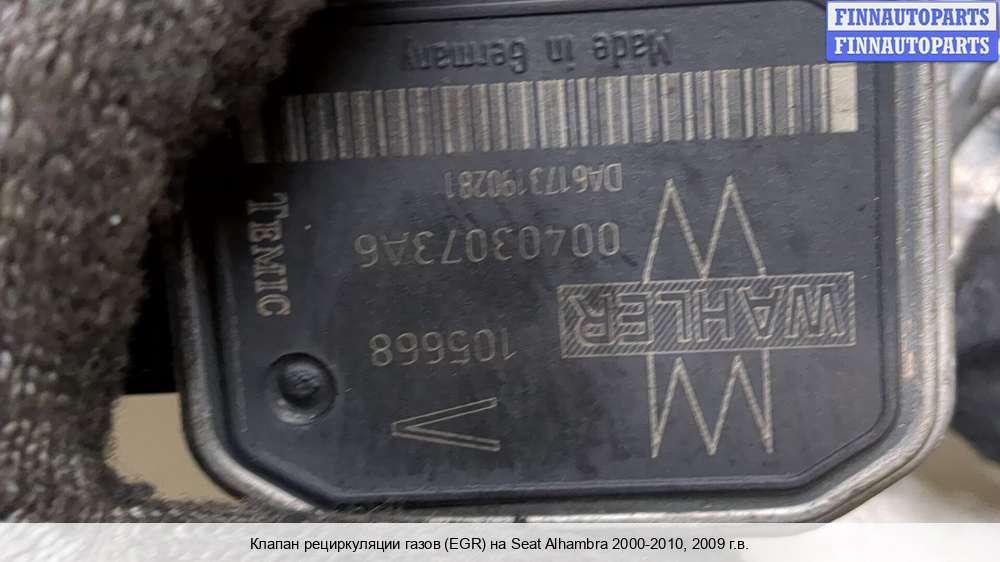 FINNAUTOPARTS
FINNAUTOPARTS
Made in Germany
DA6173190281
00403073A6
TEMIC
WAHLER
105668
V
Клапан рециркуляции газов (EGR) на Seat Alhambra 2000-2010, 2009 г.в.